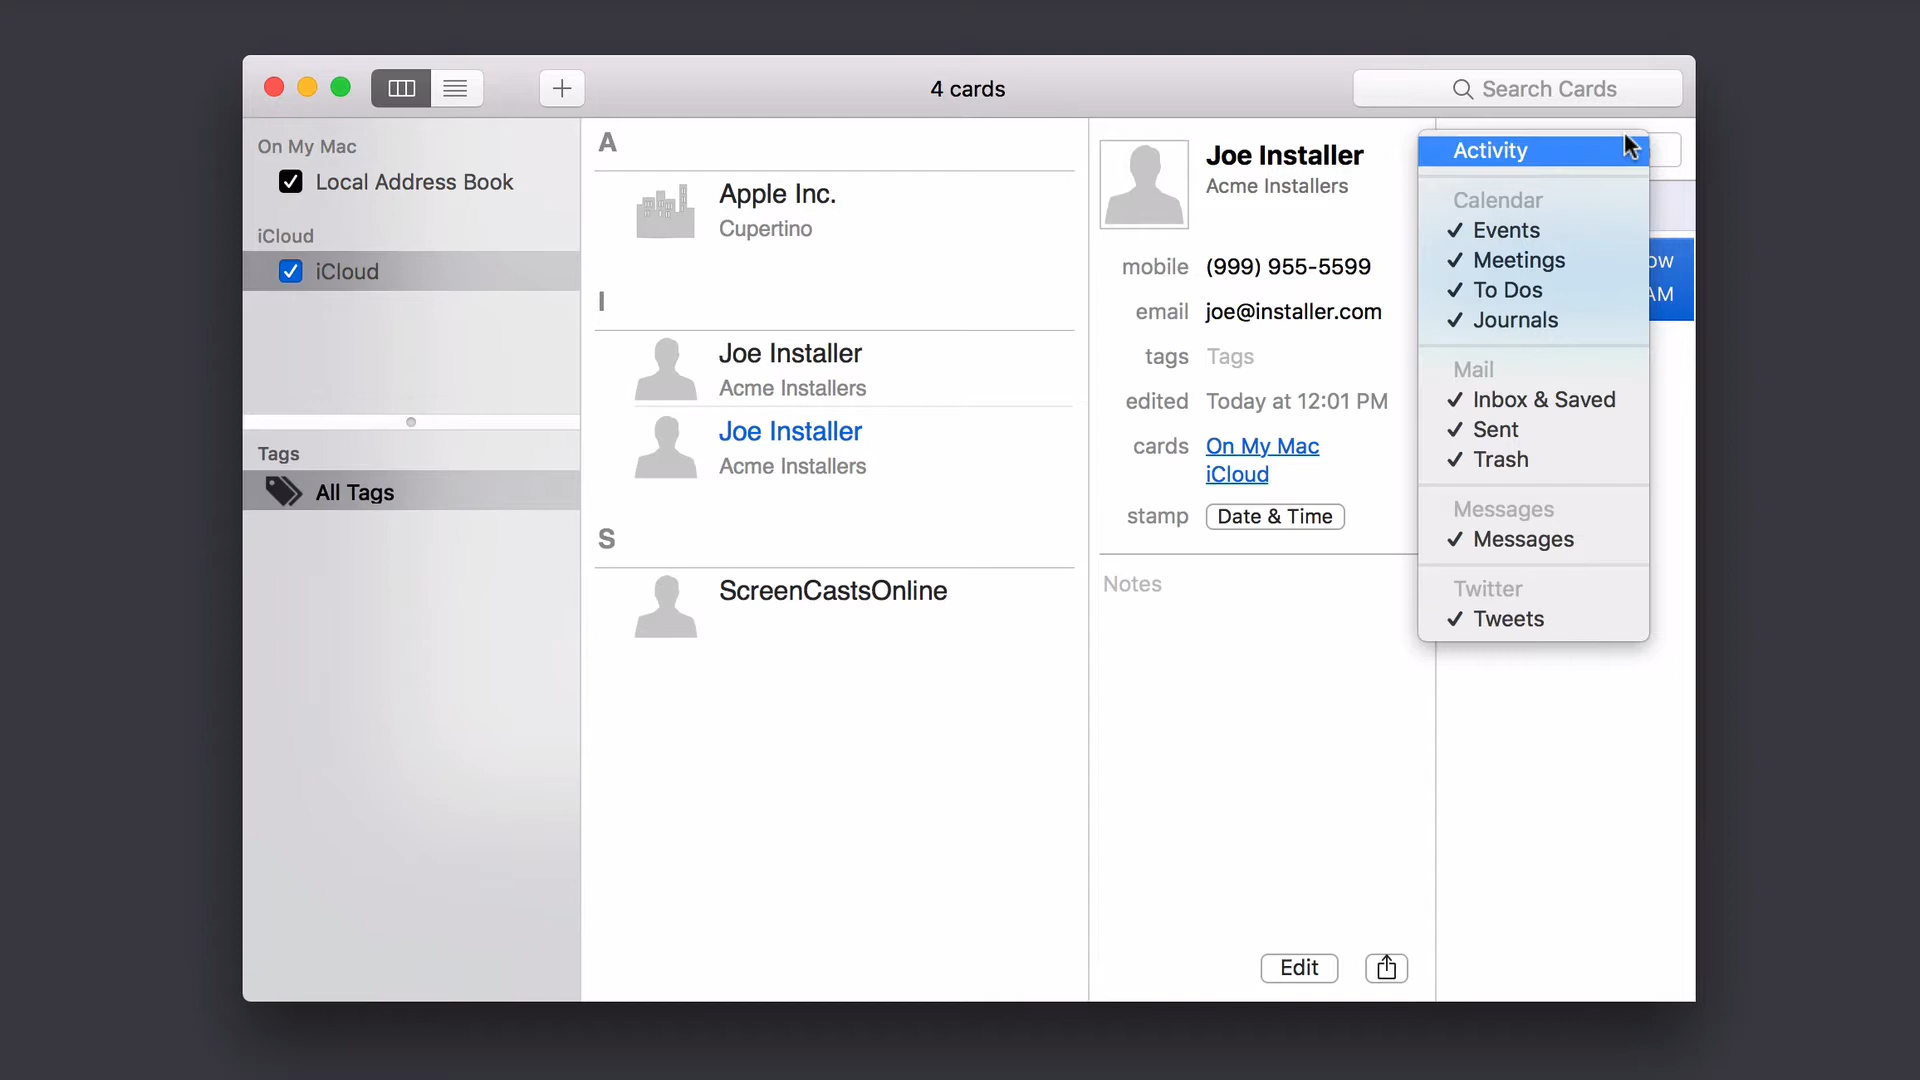 4 cards
Search Cards
On My Mac
Local Address Book
iCloud
iCloud
Tags
All Tags
A
Apple Inc.
Cupertino
I
Joe Installer
Acme Installers
Joe Installer
Acme Installers
S
ScreenCastsOnline
Joe Installer
Acme Installers
mobile (999) 955-5599
email joe@installer.com
tags Tags
edited Today at 12:01 PM
cards On My Mac
iCloud
stamp Date & Time
Notes
Edit
Activity
Calendar
✓ Events
✓ Meetings
✓ To Dos
✓ Journals
Mail
✓ Inbox & Saved
✓ Sent
✓ Trash
Messages
✓ Messages
Twitter
✓ Tweets
AM